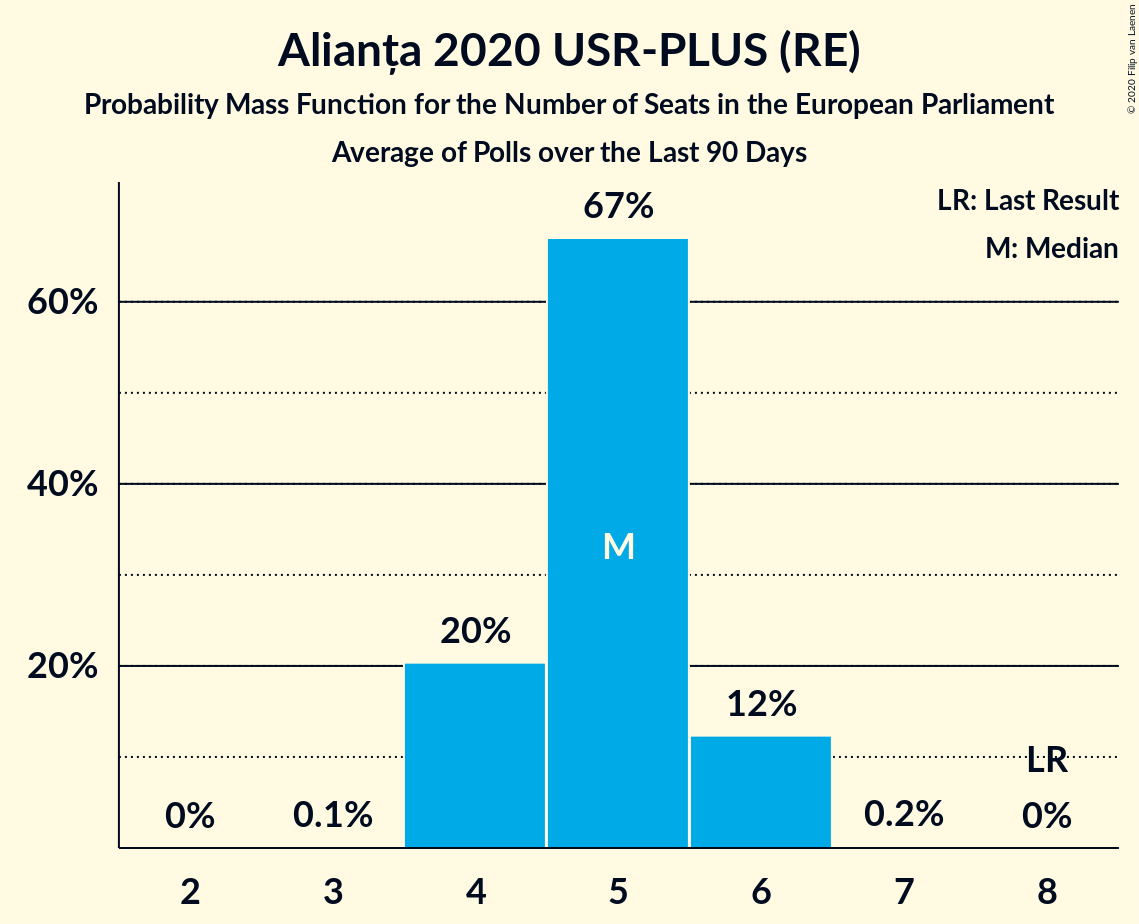 Alianța 2020 USR-PLUS (RE)
Probability Mass Function for the Number of Seats in the European Parliament
Average of Polls over the Last 90 Days
© 2020 Filip van Laenen
LR: Last Result
M: Median
67%
60%
40%
M
20%
20%
12%
LR
0%
0.1%
0.2%
0%
2 3 4 5 6 7 8